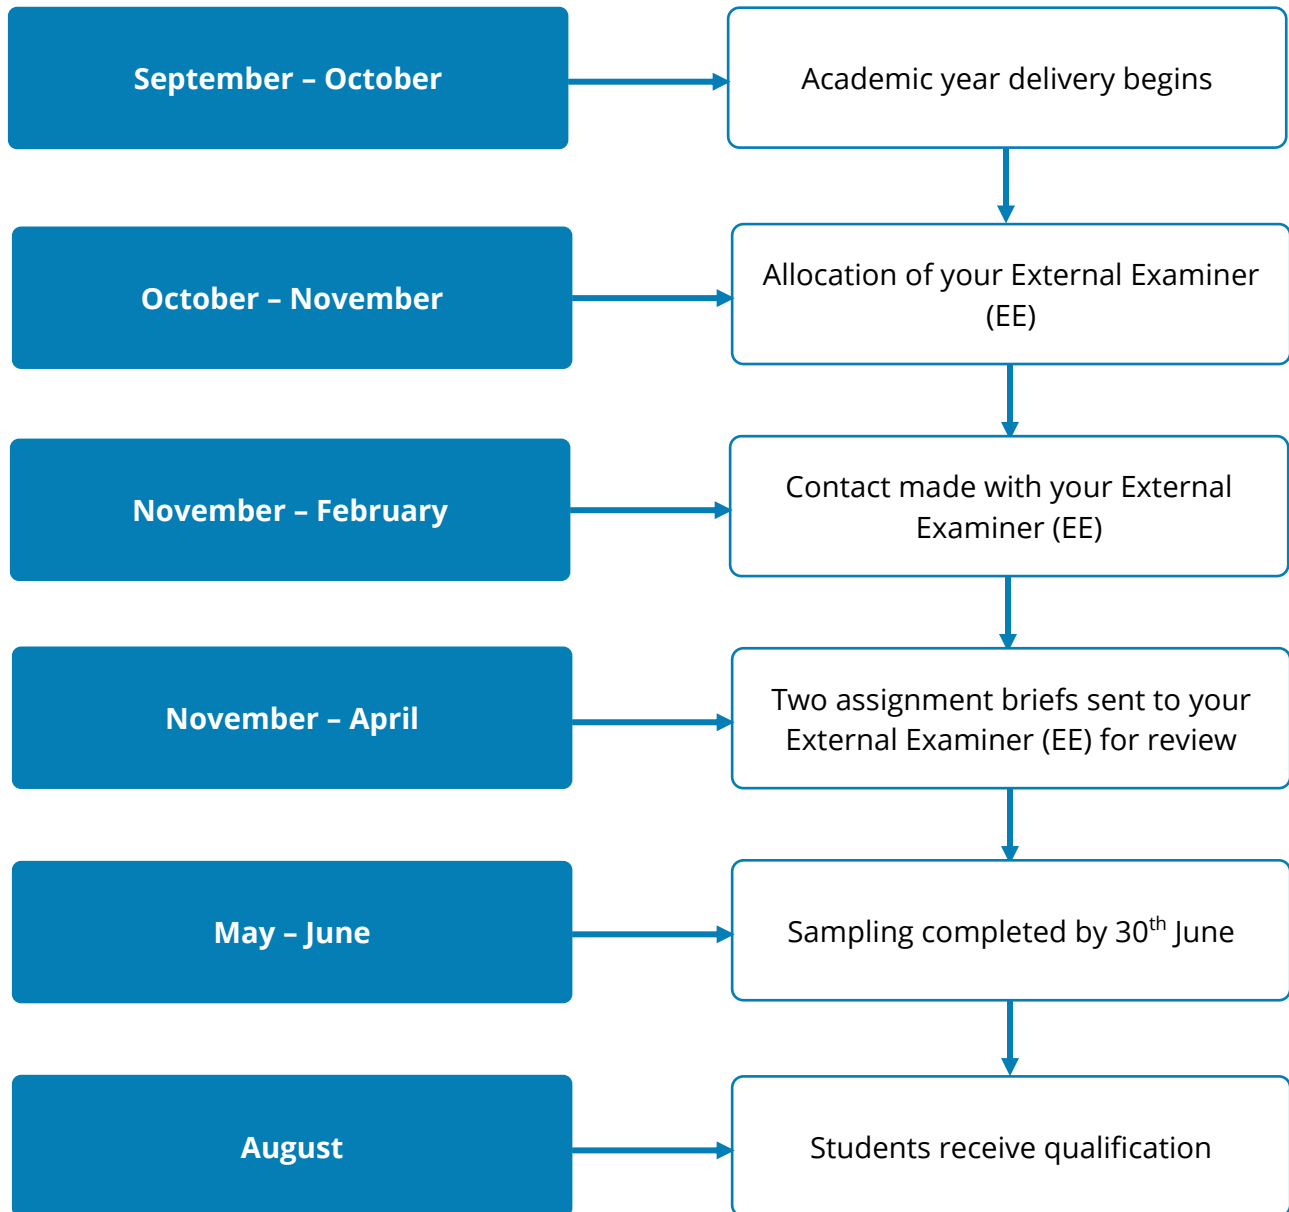 September – October
Academic year delivery begins
October – November
Allocation of your External Examiner
(EE)
November – February
Contact made with your External
Examiner (EE)
November – April
Two assignment briefs sent to your
External Examiner (EE) for review
May – June
Sampling completed by 30th June
August
Students receive qualification